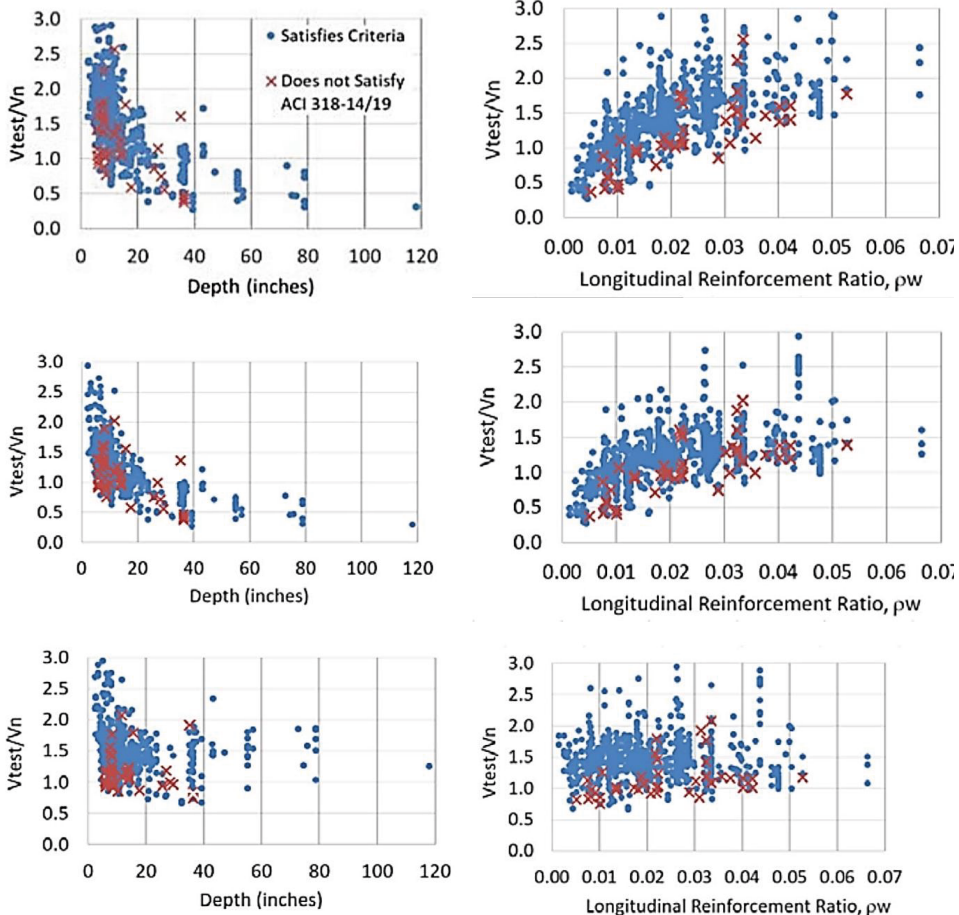 3.0
2.5
2.0
1.5
1.0
0.5
0.0
Vtest/Vn
Satisfies Criteria
Does not Satisfy
ACI 318-14/19
0 20 40 60 80 100 120
Depth (inches)
3.0
2.5
2.0
1.5
1.0
0.5
0.0
Vtest/Vn
0.00 0.01 0.02 0.03 0.04 0.05 0.06 0.07
Longitudinal Reinforcement Ratio, ρw
3.0
2.5
2.0
1.5
1.0
0.5
0.0
Vtest/Vn
0 20 40 60 80 100 120
Depth (inches)
3.0
2.5
2.0
1.5
1.0
0.5
0.0
Vtest/Vn
0.00 0.01 0.02 0.03 0.04 0.05 0.06 0.07
Longitudinal Reinforcement Ratio, ρw
3.0
2.5
2.0
1.5
1.0
0.5
0.0
Vtest/Vn
0 20 40 60 80 100 120
Depth (inches)
3.0
2.5
2.0
1.5
1.0
0.5
0.0
Vtest/Vn
0.00 0.01 0.02 0.03 0.04 0.05 0.06 0.07
Longitudinal Reinforcement Ratio, ρw